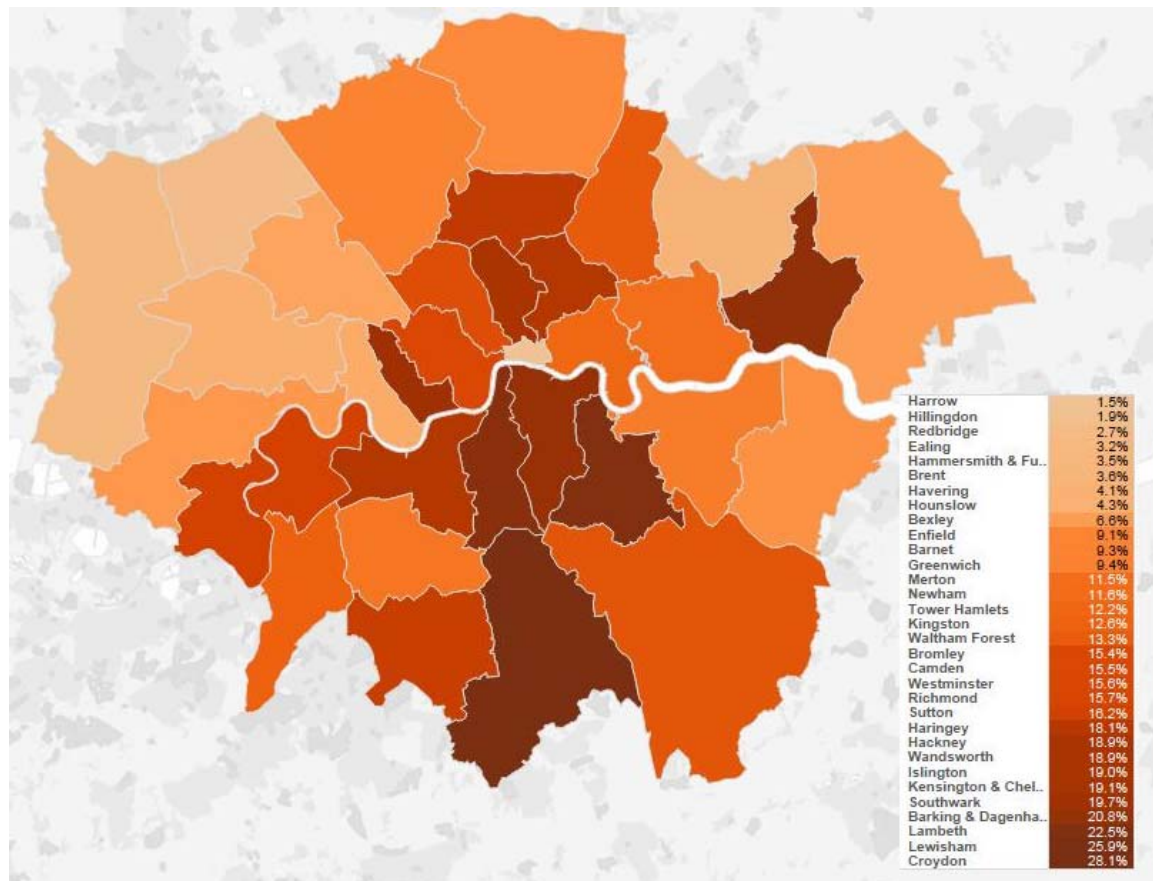 Harrow 1.5%
Hillingdon 1.9%
Redbridge 2.7%
Ealing 3.2%
Hammersmith & Fu.. 3.5%
Brent 3.6%
Havering 4.1%
Hounslow 4.3%
Bexley 6.6%
Enfield 9.1%
Barnet 9.3%
Greenwich 9.4%
Merton 11.5%
Newham 11.6%
Tower Hamlets 12.2%
Kingston 12.6%
Waltham Forest 13.3%
Bromley 15.4%
Camden 15.5%
Westminster 15.6%
Richmond 15.7%
Sutton 16.2%
Haringey 18.1%
Hackney 18.9%
Wandsworth 18.9%
Islington 19.0%
Kensington & Chel.. 19.1%
Southwark 19.7%
Barking & Dagenha.. 20.8%
Lambeth 22.5%
Lewisham 25.9%
Croydon 28.1%